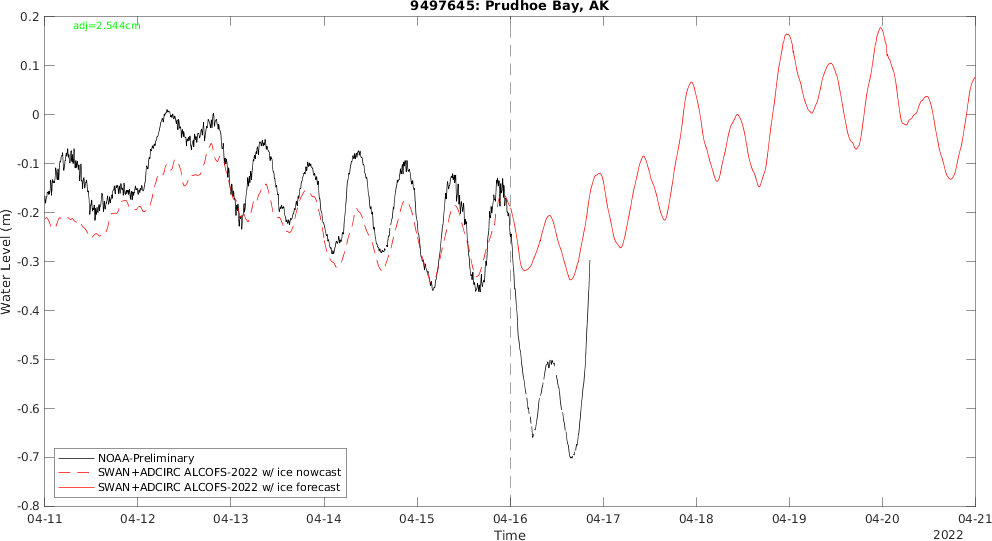 9497645: Prudhoe Bay, AK
adj=2.544cm
0.2
0.1
0
-0.1
-0.2
-0.3
-0.4
-0.5
-0.6
-0.7
-0.8
Water Level (m)
NOAA-Preliminary
SWAN+ADCIRC ALCOFS-2022 w/ ice nowcast
SWAN+ADCIRC ALCOFS-2022 w/ ice forecast
04-11 04-12 04-13 04-14 04-15 04-16 04-17 04-18 04-19 04-20 04-21
Time
2022